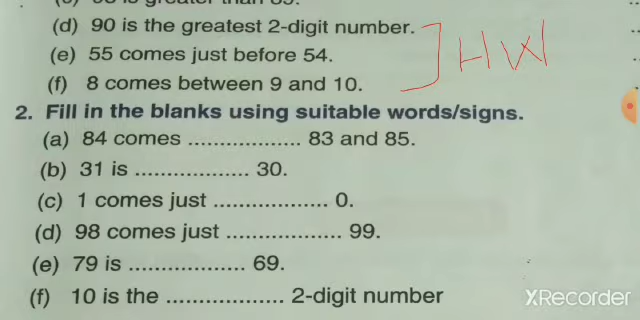 (d) 90 is the greatest 2-digit number.
(e) 55 comes just before 54.
(f) 8 comes between 9 and 10.
HW
2. Fill in the blanks using suitable words/signs.
(a) 84 comes ................... 83 and 85.
(b) 31 is ................... 30.
(c) 1 comes just ................... 0.
(d) 98 comes just ................... 99.
(e) 79 is ................... 69.
(f) 10 is the ................... 2-digit number
XRecorder